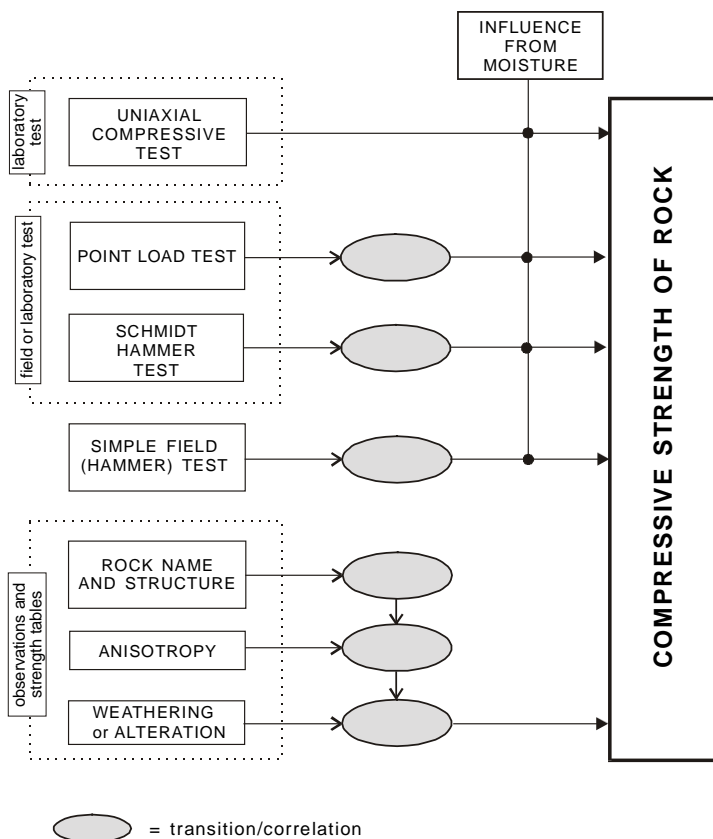 INFLUENCE
FROM
MOISTURE
laboratory
test
UNIAXIAL
COMPRESSIVE
TEST
field or laboratory test
POINT LOAD TEST
SCHMIDT
HAMMER
TEST
SIMPLE FIELD
(HAMMER) TEST
observations and
strength tables
ROCK NAME
AND STRUCTURE
ANISOTROPY
WEATHERING
or ALTERATION
COMPRESSIVE STRENGTH OF ROCK
= transition/correlation